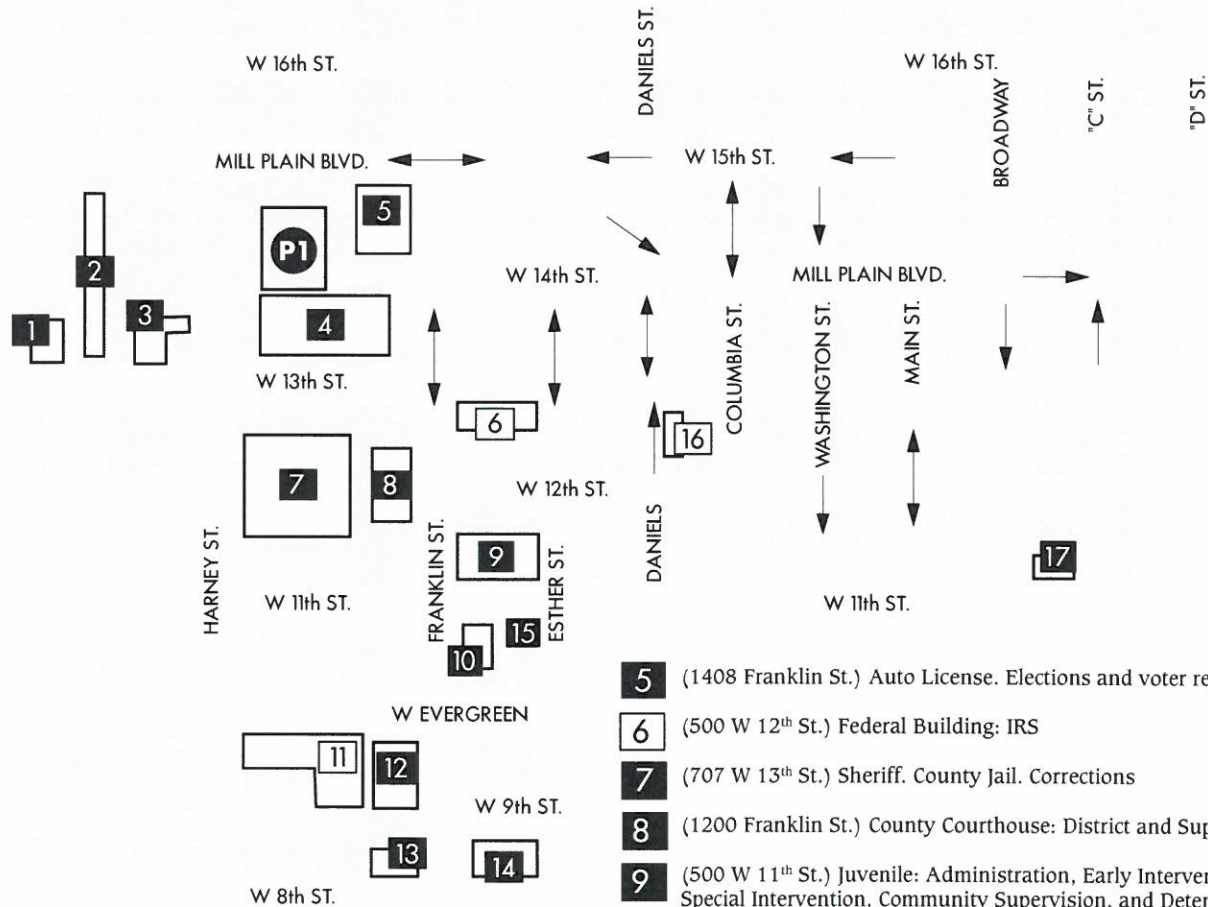 DANIELS ST.
W 16th ST.
W 16th ST.
BROADWAY
"C" ST.
"D" ST.
MILL PLAIN BLVD.
W 15th ST.
5
P1
2
W 14th ST.
MILL PLAIN BLVD.
1
3
4
COLUMBIA ST.
WASHINGTON ST.
MAIN ST.
W 13th ST.
6
16
7
8
W 12th ST.
HARNEY ST.
FRANKLIN ST.
9
ESTHER ST.
DANIELS
17
W 11th ST.
W 11th ST.
10
15
W EVERGREEN
11
12
W 9th ST.
13
14
W 8th ST.
5 (1408 Franklin St.) Auto License. Elections and voter re
6 (500 W 12th St.) Federal Building: IRS
7 (707 W 13th St.) Sheriff. County Jail. Corrections
8 (1200 Franklin St.) County Courthouse: District and Sup
9 (500 W 11th St.) Juvenile: Administration, Early Interver
Special Intervention, Community Supervision, and Deter